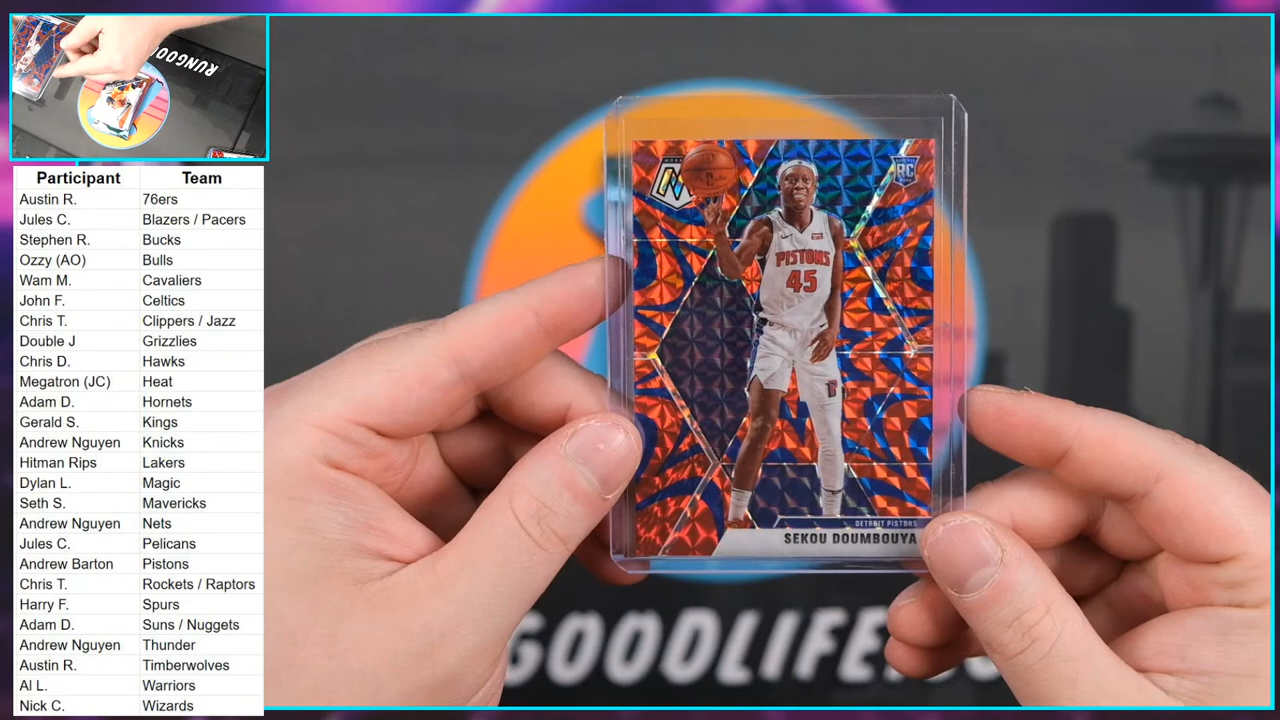 RUNGOOD
Participant Team
Austin R. 76ers
Jules C. Blazers / Pacers
Stephen R. Bucks
Ozzy (AO) Bulls
Wam M. Cavaliers
John F. Celtics
Chris T. Clippers / Jazz
Double J Grizzlies
Chris D. Hawks
Megatron (JC) Heat
Adam D. Hornets
Gerald S. Kings
Andrew Nguyen Knicks
Hitman Rips Lakers
Dylan L. Magic
Seth S. Mavericks
Andrew Nguyen Nets
Jules C. Pelicans
Andrew Barton Pistons
Chris T. Rockets / Raptors
Harry F. Spurs
Adam D. Suns / Nuggets
Andrew Nguyen Thunder
Austin R. Timberwolves
Al L. Warriors
Nick C. Wizards
M
RC
PISTONS
45
DETROIT PISTONS
SEKOU DOUMBOUYA
GOODLIFE